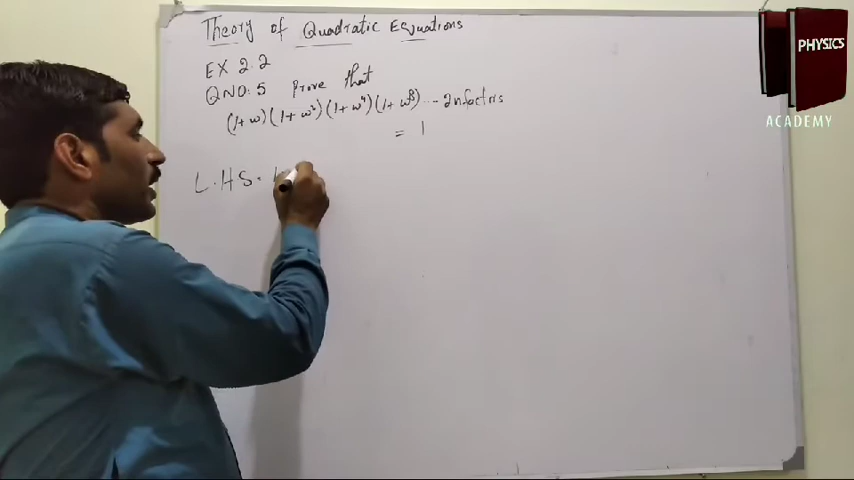 Theory of Quadratic Equations
EX 2.2
QNO:5 prove that
(1+ω)(1+ω²)(1+ω⁴)(1+ω⁸)... 2n factors
= 1
L.H.S =
PHYSICS
ACADEMY